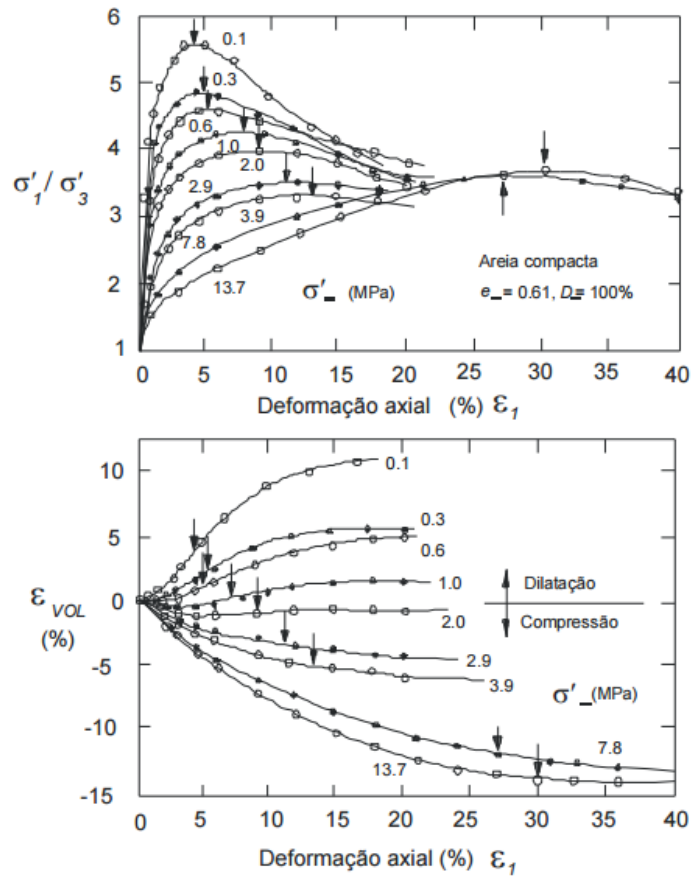 6
5
4
3
2
1
σ′1/ σ′3
0.1
0.3
0.6
1.0
2.0
2.9
3.9
7.8
13.7
σ′ (MPa)
Areia compacta
e = 0.61, D = 100%
0 5 10 15 20 25 30 35 40
Deformação axial (%) ε1
10
5
0
-5
-10
-15
ε VOL
(%)
0.1
0.3
0.6
1.0
2.0
2.9
3.9
7.8
13.7
Dilatação
Compressão
σ′ (MPa)
0 5 10 15 20 25 30 35 40
Deformação axial (%) ε1